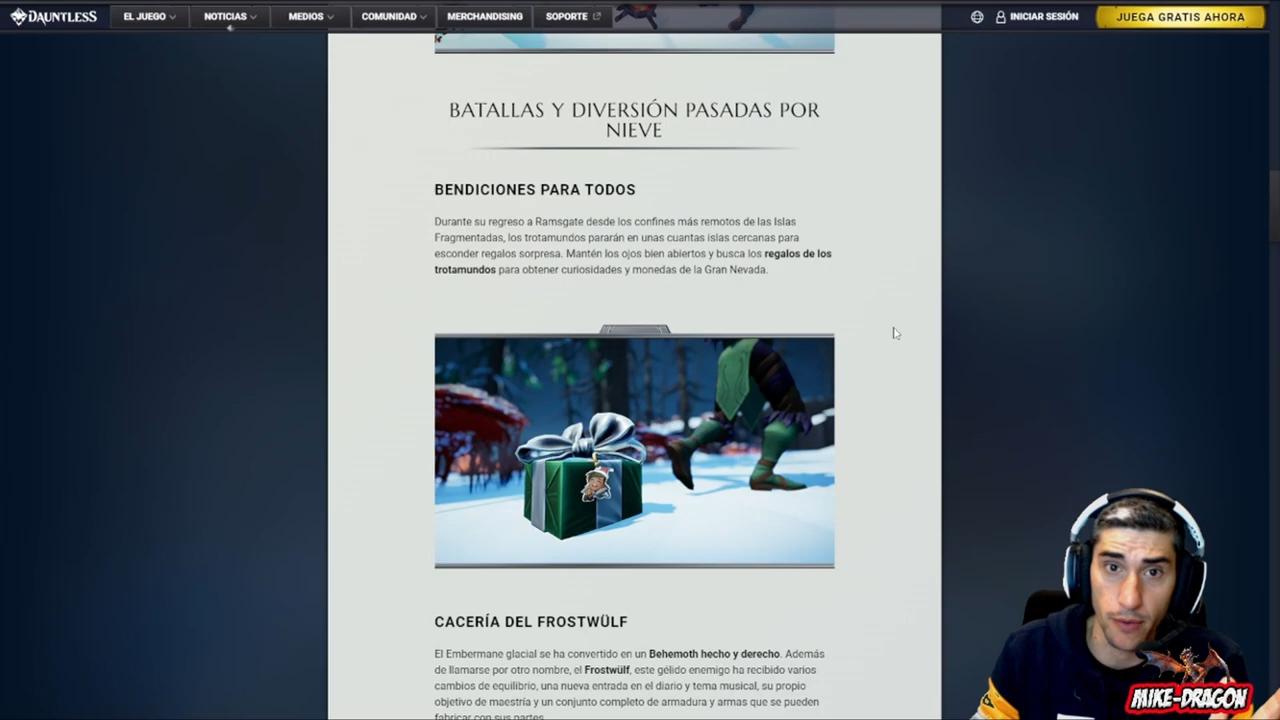 DAUNTLESS
EL JUEGO
NOTICIAS
MEDIOS
COMUNIDAD
MERCHANDISING
SOPORTE
INICIAR SESIÓN
JUEGA GRATIS AHORA
BATALLAS Y DIVERSIÓN PASADAS POR
NIEVE
BENDICIONES PARA TODOS
Durante su regreso a Ramsgate desde los confines más remotos de las Islas
Fragmentadas, los trotamundos pararán en unas cuantas islas cercanas para
esconder regalos sorpresa. Mantén los ojos bien abiertos y busca los regalos de los
trotamundos para obtener curiosidades y monedas de la Gran Nevada.
CACERÍA DEL FROSTWÜLF
El Embermane glacial se ha convertido en un Behemoth hecho y derecho. Además
de llamarse por otro nombre, el Frostwülf, este gélido enemigo ha recibido varios
cambios de equilibrio, una nueva entrada en el diario y tema musical, su propio
objetivo de maestría y un conjunto completo de armadura y armas que se pueden
fabricar con sus partes.
MIKE-DRAGON